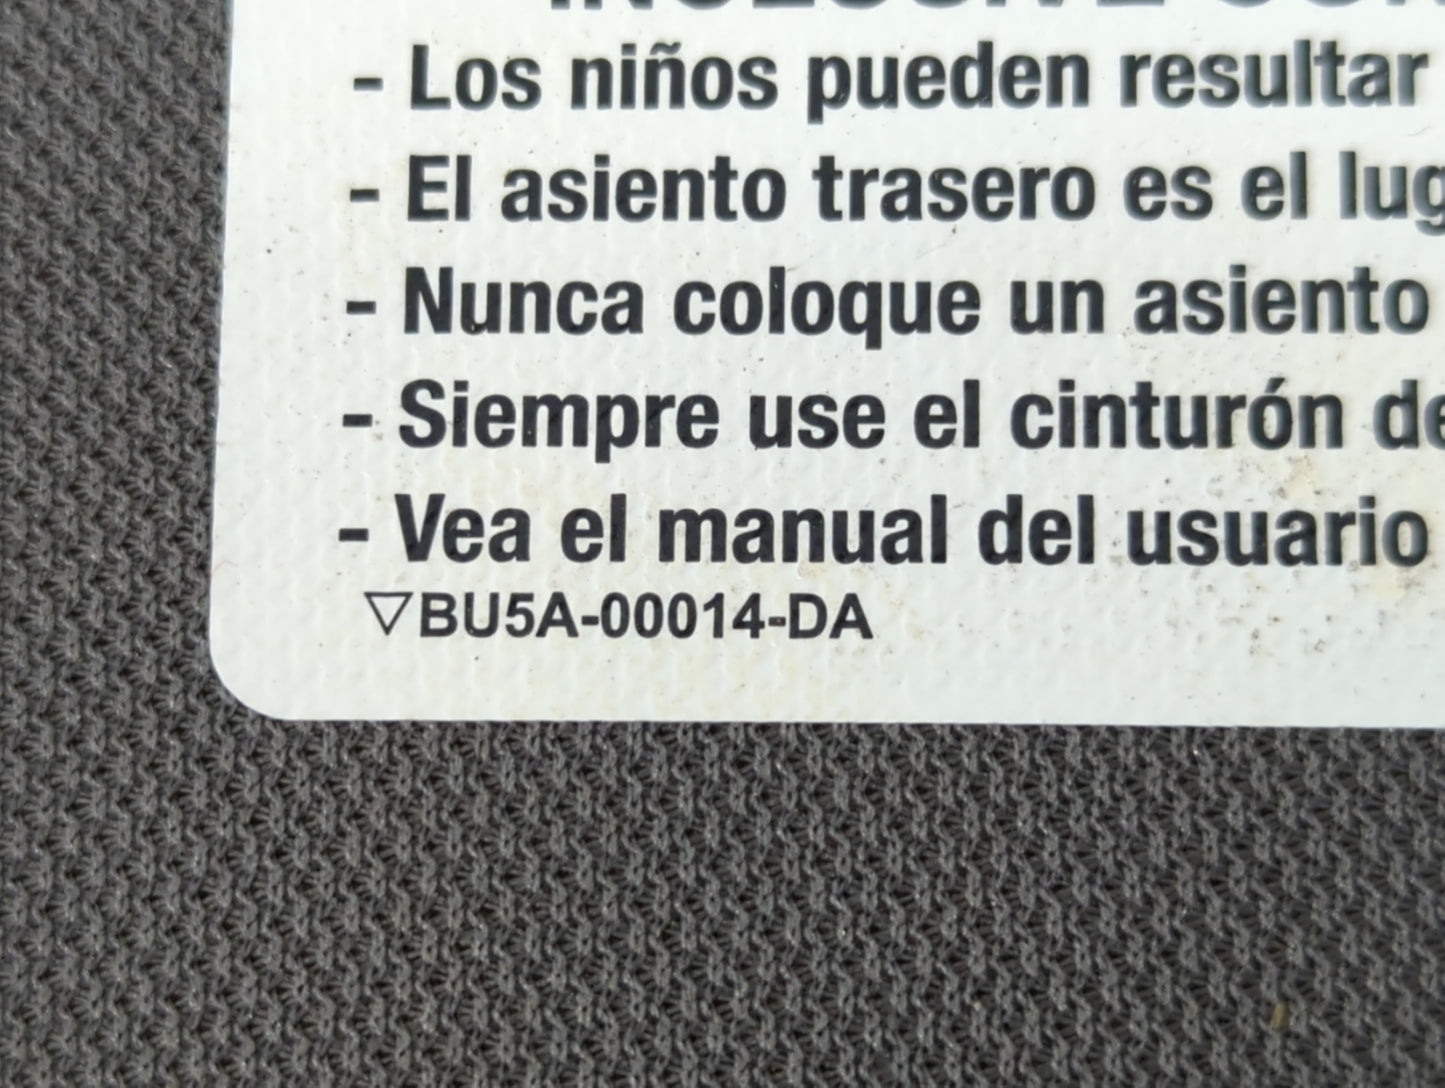 - Los niños pueden resultar
- El asiento trasero es el
- Nunca coloque un asiento
- Siempre use el cinturón de
- Vea el manual del usuario
▽BU5A-00014-DA